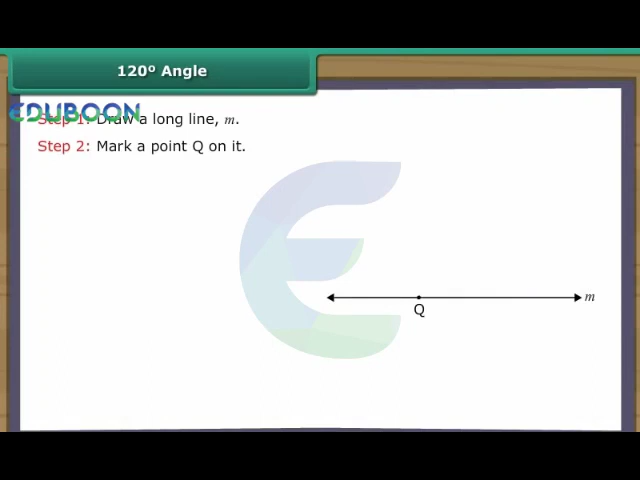 120º Angle
EDUBOON
Step 1: Draw a long line, m.
Step 2: Mark a point Q on it.
m
Q